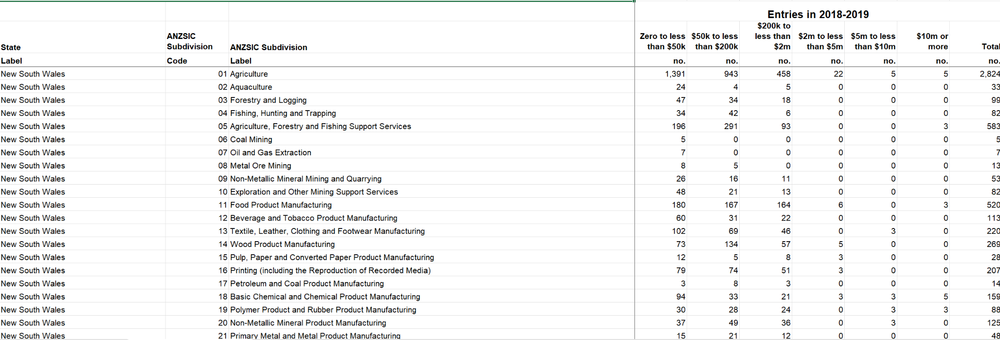 Entries in 2018-2019
State ANZSIC Subdivision ANZSIC Subdivision Zero to less than $50k $50k to less than $200k $200k to less than $2m $2m to less than $5m $5m to less than $10m $10m or more Total
Label Code Label no. no. no. no. no. no. no.
New South Wales 01 Agriculture 1,391 943 458 22 5 5 2,824
New South Wales 02 Aquaculture 24 4 5 0 0 0 33
New South Wales 03 Forestry and Logging 47 34 18 0 0 0 99
New South Wales 04 Fishing, Hunting and Trapping 34 42 6 0 0 0 82
New South Wales 05 Agriculture, Forestry and Fishing Support Services 196 291 93 0 0 3 583
New South Wales 06 Coal Mining 5 0 0 0 0 0 5
New South Wales 07 Oil and Gas Extraction 7 0 0 0 0 0 7
New South Wales 08 Metal Ore Mining 8 5 0 0 0 0 13
New South Wales 09 Non-Metallic Mineral Mining and Quarrying 26 16 11 0 0 0 53
New South Wales 10 Exploration and Other Mining Support Services 48 21 13 0 0 0 82
New South Wales 11 Food Product Manufacturing 180 167 164 6 0 3 520
New South Wales 12 Beverage and Tobacco Product Manufacturing 60 31 22 0 0 0 113
New South Wales 13 Textile, Leather, Clothing and Footwear Manufacturing 102 69 46 0 3 0 220
New South Wales 14 Wood Product Manufacturing 73 134 57 5 0 0 269
New South Wales 15 Pulp, Paper and Converted Paper Product Manufacturing 12 5 8 3 0 0 28
New South Wales 16 Printing (including the Reproduction of Recorded Media) 79 74 51 3 0 0 207
New South Wales 17 Petroleum and Coal Product Manufacturing 3 8 3 0 0 0 14
New South Wales 18 Basic Chemical and Chemical Product Manufacturing 94 33 21 3 3 5 159
New South Wales 19 Polymer Product and Rubber Product Manufacturing 30 28 24 0 3 3 88
New South Wales 20 Non-Metallic Mineral Product Manufacturing 37 49 36 0 3 0 125
New South Wales 21 Primary Metal and Metal Product Manufacturing 15 21 12 0 0 0 48